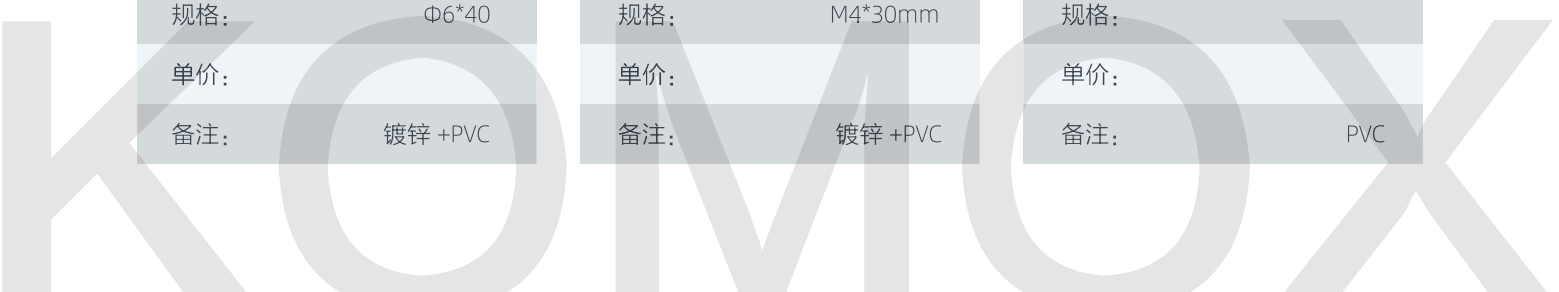 规格： Φ6*40 规格： M4*30mm 规格：
单价： 单价： 单价：
备注： 镀锌 +PVC 备注： 镀锌 +PVC 备注： PVC
KOMOX